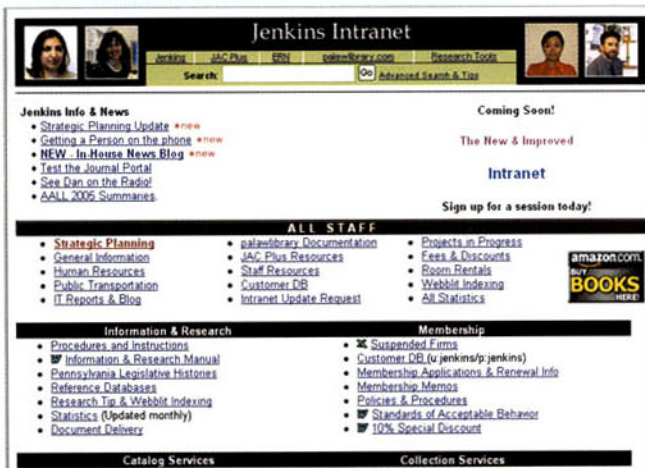 Jenkins Intranet
Jenkins JAC Plus ERN palawlibrary.com Research Tools
Search: Go Advanced Search & Tips
Jenkins Info & News
• Strategic Planning Update *new
• Getting a Person on the phone *new
• NEW - In-House News Blog *new
• Test the Journal Portal
• See Dan on the Radio!
• AALL 2005 Summaries.
Coming Soon!
The New & Improved
Intranet
Sign up for a session today!
ALL STAFF
• Strategic Planning
• General Information
• Human Resources
• Public Transportation
• IT Reports & Blog
• palawlibrary Documentation
• JAC Plus Resources
• Staff Resources
• Customer DB
• Intranet Update Request
• Projects in Progress
• Fees & Discounts
• Room Rentals
• Webblit Indexing
• All Statistics
amazon.com.
BUY
BOOKS
HERE!
Information & Research
• Procedures and Instructions
• Information & Research Manual
• Pennsylvania Legislative Histories
• Reference Databases
• Research Tip & Webblit Indexing
• Statistics (Updated monthly)
• Document Delivery
Membership
• Suspended Firms
• Customer DB (u:jenkins/p:jenkins)
• Membership Applications & Renewal Info
• Membership Memos
• Policies & Procedures
• Standards of Acceptable Behavior
• 10% Special Discount
Catalog Services
Collection Services